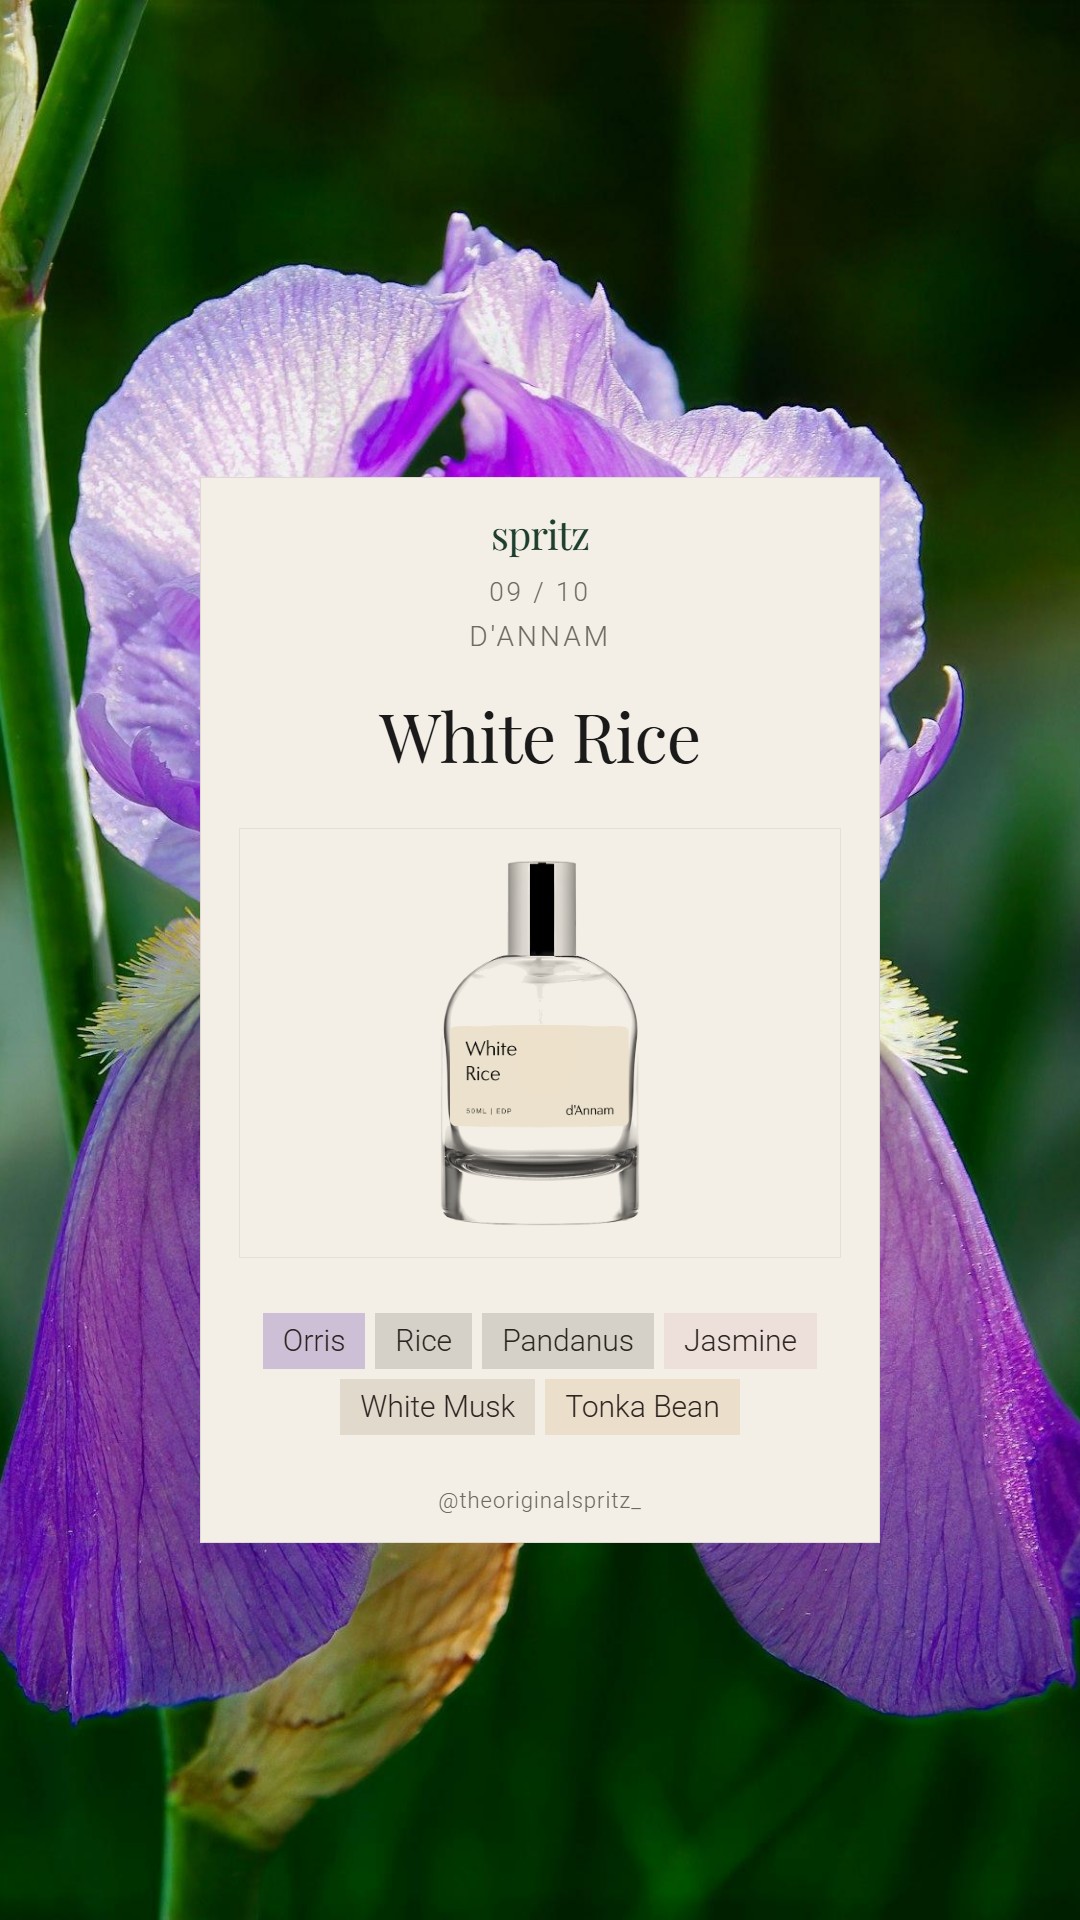 spritz
09 / 10
D'ANNAM
White Rice
White
Rice
50ML | EDP d'Annam
Orris Rice Pandanus Jasmine
White Musk Tonka Bean
@theoriginalspritz_